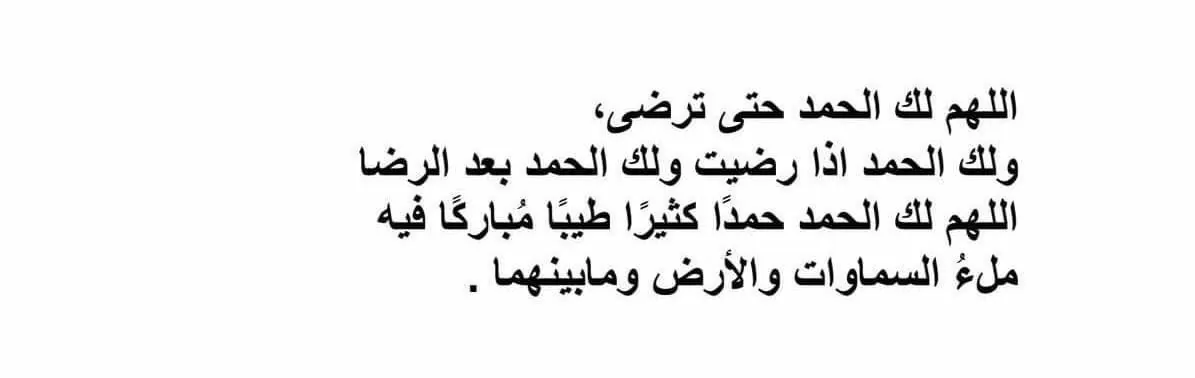 اللهم لك الحمد حتى ترضى،
ولك الحمد اذا رضيت ولك الحمد بعد الرضا
اللهم لك الحمد حمدًا كثيرًا طيبًا مُباركًا فيه
ملءُ السماوات والأرض ومابينهما .